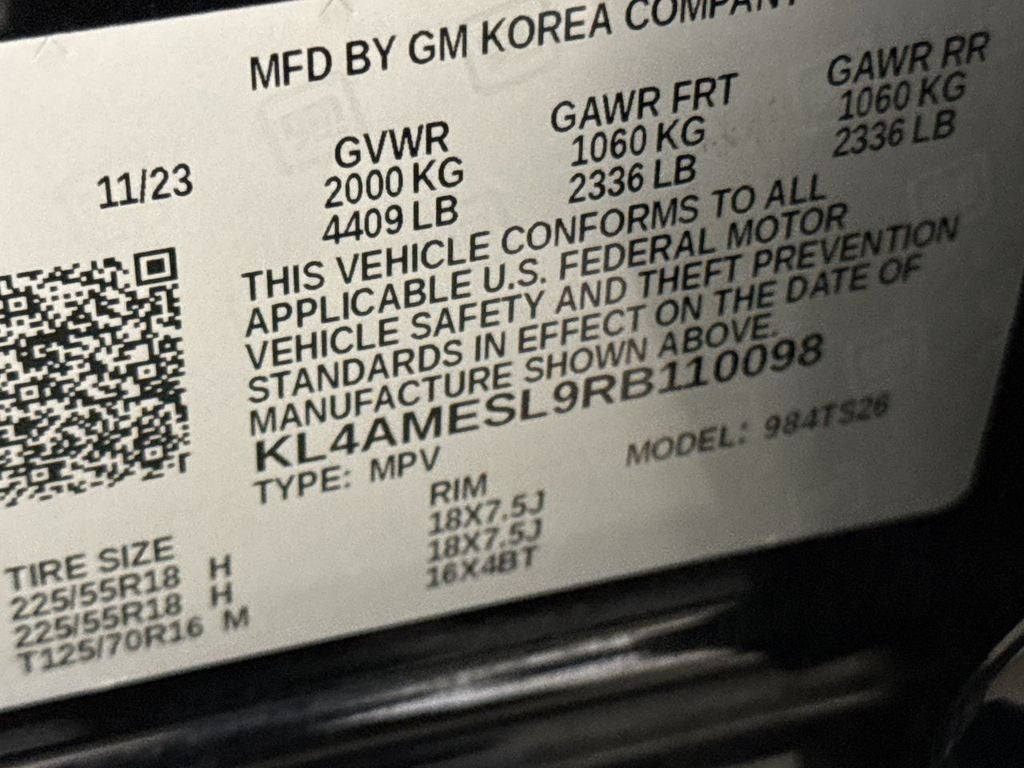 MFD BY GM KOREA COMPANY
11/23
GVWR
2000 KG
4409 LB
GAWR FRT
1060 KG
2336 LB
GAWR RR
1060 KG
2336 LB
THIS VEHICLE CONFORMS TO ALL
APPLICABLE U.S. FEDERAL MOTOR
VEHICLE SAFETY AND THEFT PREVENTION
STANDARDS IN EFFECT ON THE DATE OF
MANUFACTURE SHOWN ABOVE.
KL4AMESL9RB110098
TYPE: MPV
MODEL: 984TS26
TIRE SIZE
RIM
225/55R18 H 18X7.5J
225/55R18 H 18X7.5J
T125/70R16 M 16X4BT